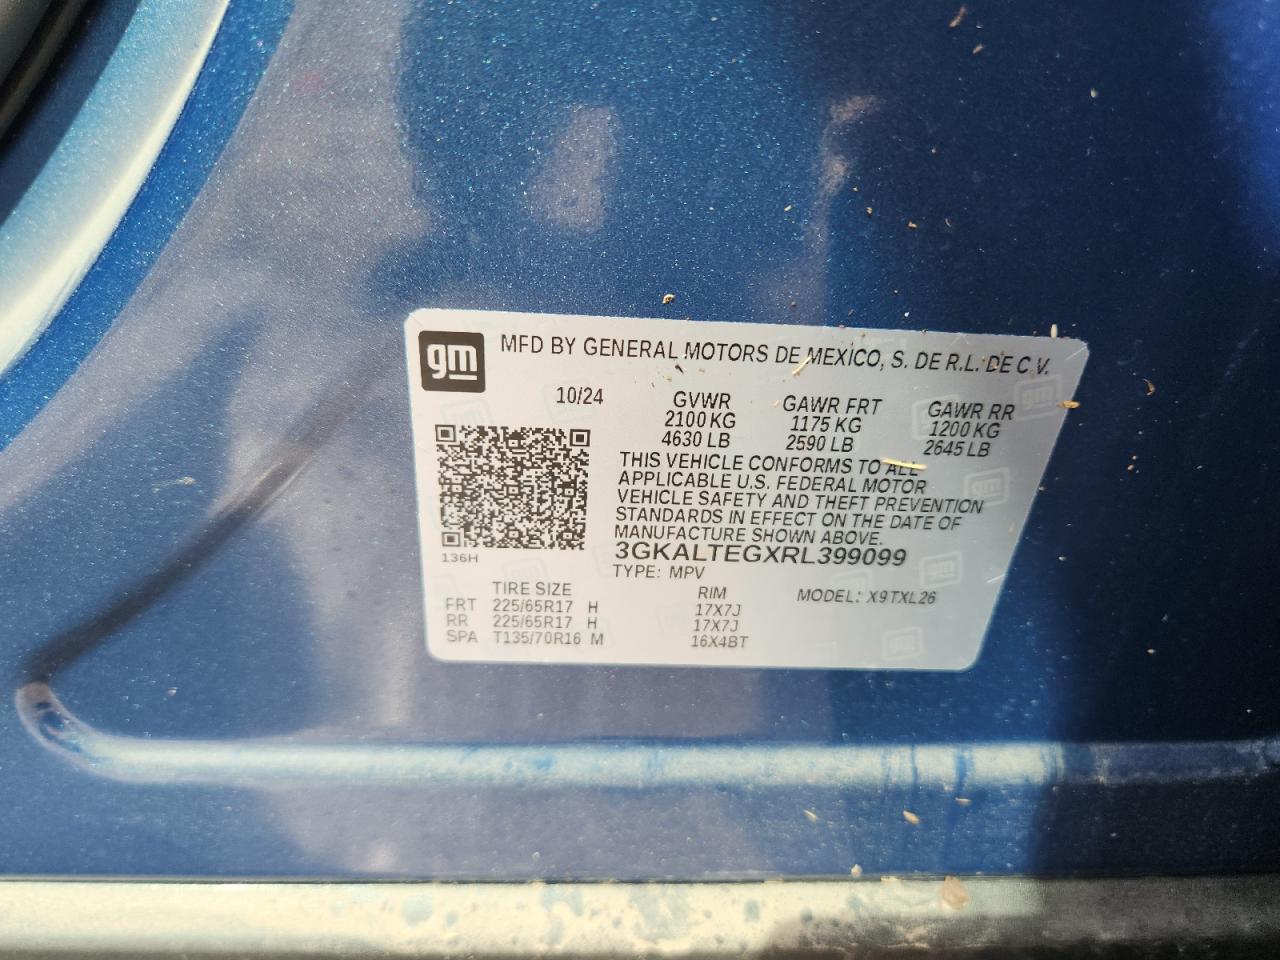 gm MFD BY GENERAL MOTORS DE MEXICO, S. DE R.L. DE C.V.
10/24 GVWR GAWR FRT GAWR RR
2100 KG 1175 KG 1200 KG
4630 LB 2590 LB 2645 LB
THIS VEHICLE CONFORMS TO ALL
APPLICABLE U.S. FEDERAL MOTOR
VEHICLE SAFETY AND THEFT PREVENTION
STANDARDS IN EFFECT ON THE DATE OF
MANUFACTURE SHOWN ABOVE.
136H 3GKALTEGXRL399099
TYPE: MPV
TIRE SIZE RIM MODEL: X9TXL26
FRT 225/65R17 H 17X7J
RR 225/65R17 H 17X7J
SPA T135/70R16 M 16X4BT